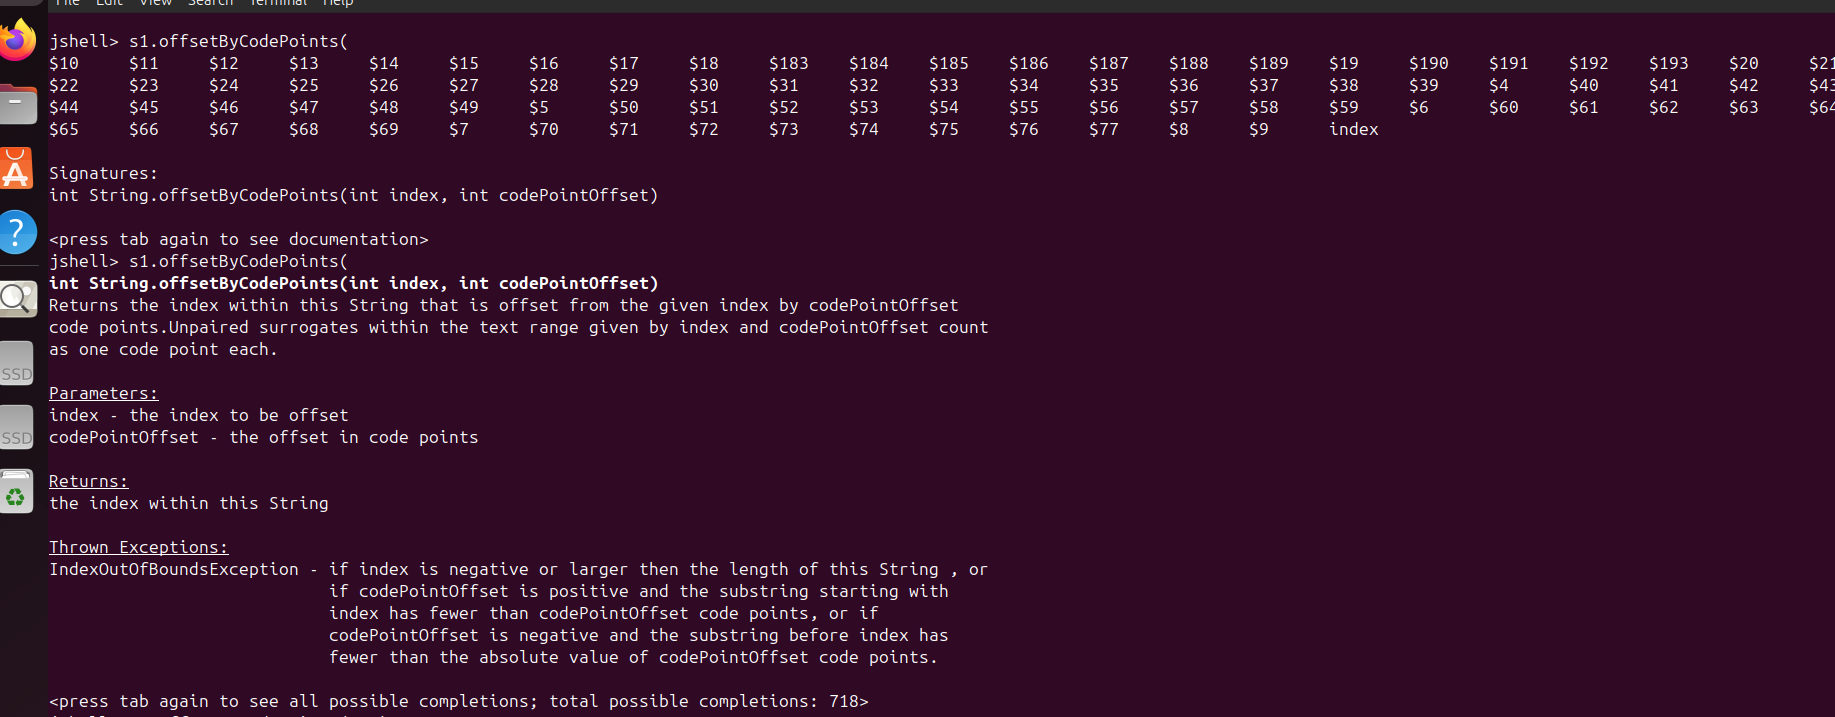 File Edit View Search Terminal Help
jshell> s1.offsetByCodePoints(
$10 $11 $12 $13 $14 $15 $16 $17 $18 $183 $184 $185 $186 $187 $188 $189 $19 $190 $191 $192 $193 $20 $21
$22 $23 $24 $25 $26 $27 $28 $29 $30 $31 $32 $33 $34 $35 $36 $37 $38 $39 $4 $40 $41 $42 $43
$44 $45 $46 $47 $48 $49 $5 $50 $51 $52 $53 $54 $55 $56 $57 $58 $59 $6 $60 $61 $62 $63 $64
$65 $66 $67 $68 $69 $7 $70 $71 $72 $73 $74 $75 $76 $77 $8 $9 index
Signatures:
int String.offsetByCodePoints(int index, int codePointOffset)
<press tab again to see documentation>
jshell> s1.offsetByCodePoints(
int String.offsetByCodePoints(int index, int codePointOffset)
Returns the index within this String that is offset from the given index by codePointOffset
code points.Unpaired surrogates within the text range given by index and codePointOffset count
as one code point each.
Parameters:
index - the index to be offset
codePointOffset - the offset in code points
Returns:
the index within this String
Thrown Exceptions:
IndexOutOfBoundsException - if index is negative or larger then the length of this String , or
if codePointOffset is positive and the substring starting with
index has fewer than codePointOffset code points, or if
codePointOffset is negative and the substring before index has
fewer than the absolute value of codePointOffset code points.
<press tab again to see all possible completions; total possible completions: 718>
SSD
SSD